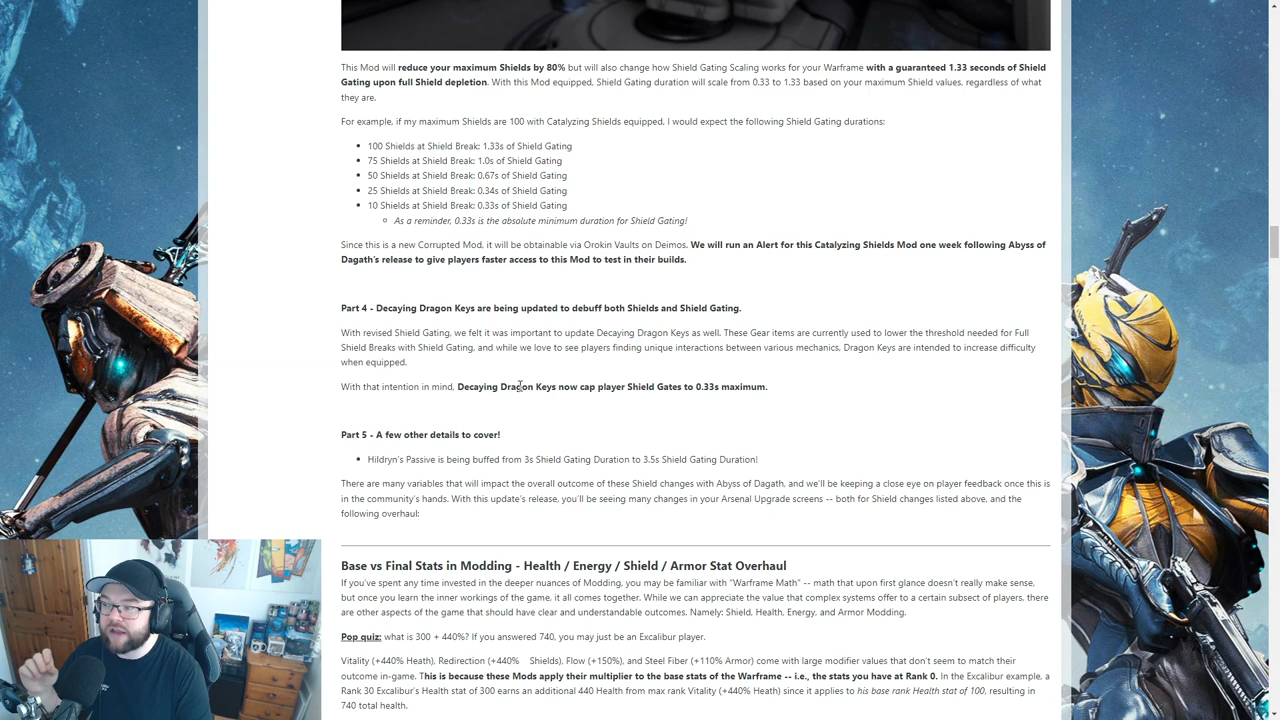 This Mod will reduce your maximum Shields by 80% but will also change how Shield Gating Scaling works for your Warframe with a guaranteed 1.33 seconds of Shield
Gating upon full Shield depletion. With this Mod equipped, Shield Gating duration will scale from 0.33 to 1.33 based on your maximum Shield values, regardless of what
they are.
For example, if my maximum Shields are 100 with Catalyzing Shields equipped, I would expect the following Shield Gating durations:
• 100 Shields at Shield Break: 1.33s of Shield Gating
• 75 Shields at Shield Break: 1.0s of Shield Gating
• 50 Shields at Shield Break: 0.67s of Shield Gating
• 25 Shields at Shield Break: 0.34s of Shield Gating
• 10 Shields at Shield Break: 0.33s of Shield Gating
○ As a reminder, 0.33s is the absolute minimum duration for Shield Gating!
Since this is a new Corrupted Mod, it will be obtainable via Orokin Vaults on Deimos. We will run an Alert for this Catalyzing Shields Mod one week following Abyss of
Dagath's release to give players faster access to this Mod to test in their builds.
Part 4 - Decaying Dragon Keys are being updated to debuff both Shields and Shield Gating.
With revised Shield Gating, we felt it was important to update Decaying Dragon Keys as well. These Gear items are currently used to lower the threshold needed for Full
Shield Breaks with Shield Gating, and while we love to see players finding unique interactions between various mechanics, Dragon Keys are intended to increase difficulty
when equipped.
With that intention in mind, Decaying Dragon Keys now cap player Shield Gates to 0.33s maximum.
Part 5 - A few other details to cover!
• Hildryn's Passive is being buffed from 3s Shield Gating Duration to 3.5s Shield Gating Duration!
There are many variables that will impact the overall outcome of these Shield changes with Abyss of Dagath, and we'll be keeping a close eye on player feedback once this is
in the community's hands. With this update's release, you'll be seeing many changes in your Arsenal Upgrade screens -- both for Shield changes listed above, and the
following overhaul:
Base vs Final Stats in Modding - Health / Energy / Shield / Armor Stat Overhaul
If you've spent any time invested in the deeper nuances of Modding, you may be familiar with "Warframe Math" -- math that upon first glance doesn't really make sense,
but once you learn the inner workings of the game, it all comes together. While we can appreciate the value that complex systems offer to a certain subset of players, there
are other aspects of the game that should have clear and understandable outcomes. Namely: Shield, Health, Energy, and Armor Modding.
Pop quiz: what is 300 + 440%? If you answered 740, you may just be an Excalibur player.
Vitality (+440% Heath), Redirection (+440% Shields), Flow (+150%), and Steel Fiber (+110% Armor) come with large modifier values that don't seem to match their
outcome in-game. This is because these Mods apply their multiplier to the base stats of the Warframe -- i.e., the stats you have at Rank 0. In the Excalibur example, a
Rank 30 Excalibur's Health stat of 300 earns an additional 440 Health from max rank Vitality (+440% Heath) since it applies to his base rank Health stat of 100, resulting in
740 total health.